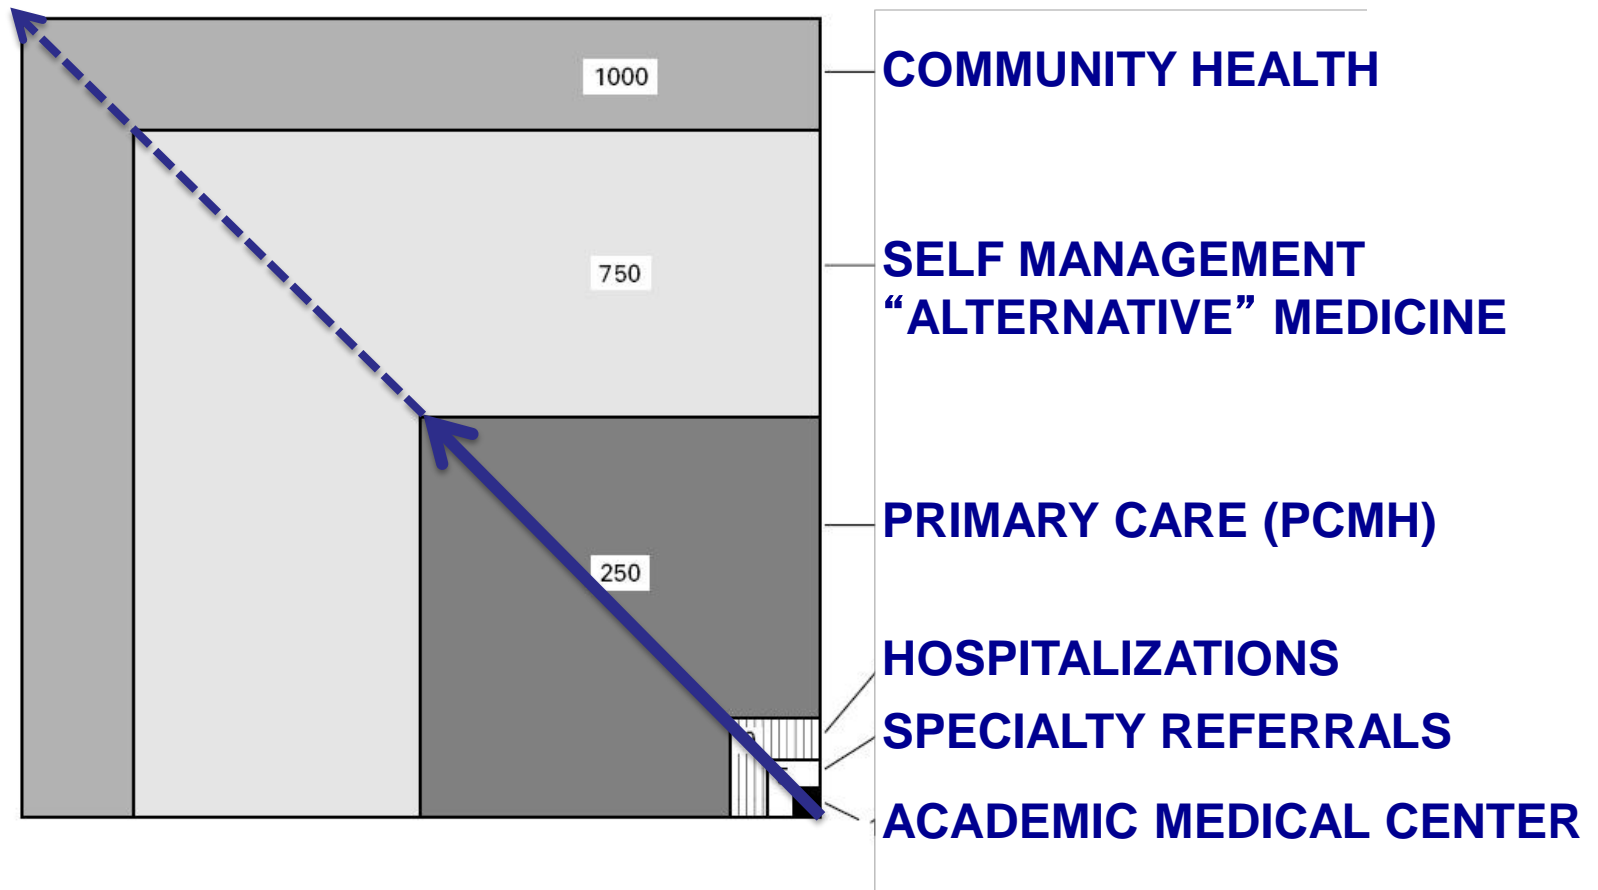 1000
COMMUNITY HEALTH
750
SELF MANAGEMENT
“ALTERNATIVE” MEDICINE
250
PRIMARY CARE (PCMH)
HOSPITALIZATIONS
SPECIALTY REFERRALS
ACADEMIC MEDICAL CENTER